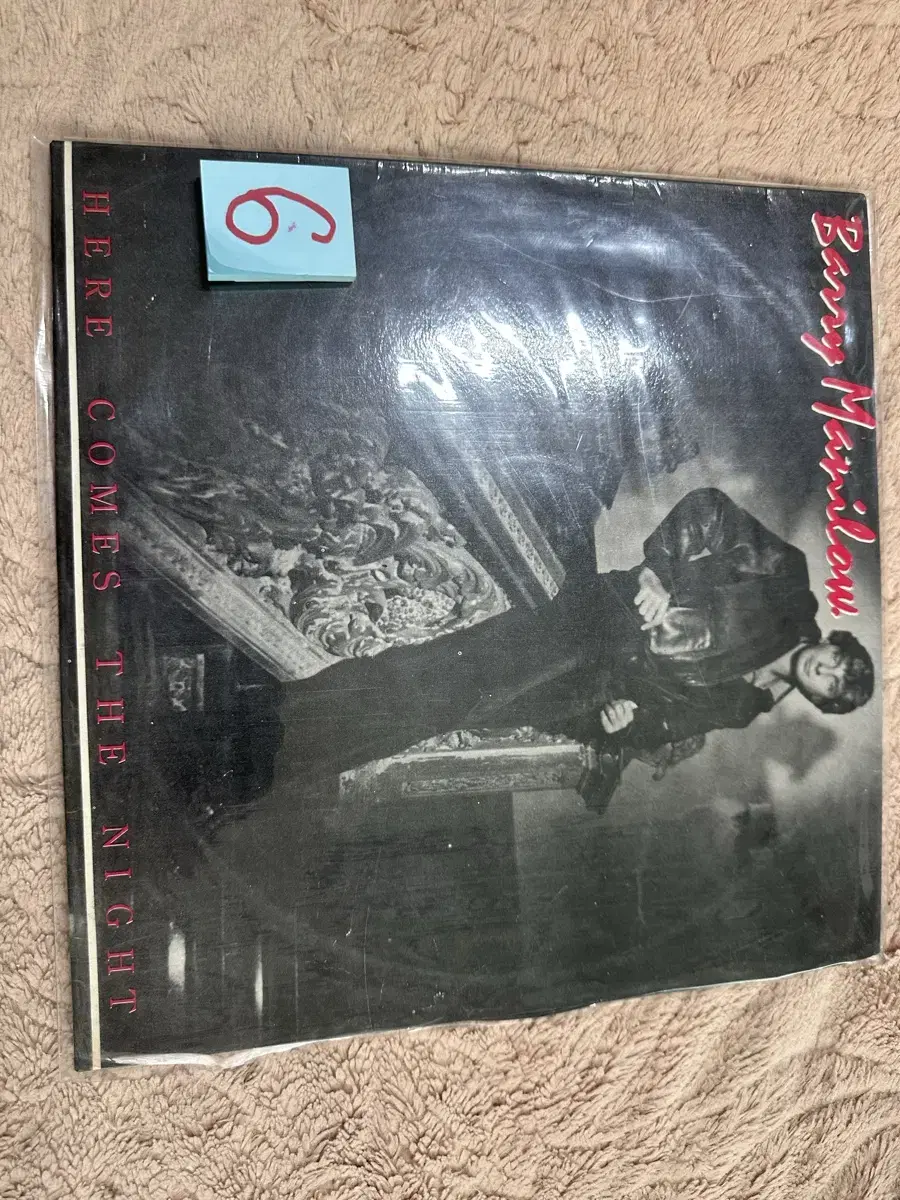 Barry Manilow
6
HERE COMES THE NIGHT